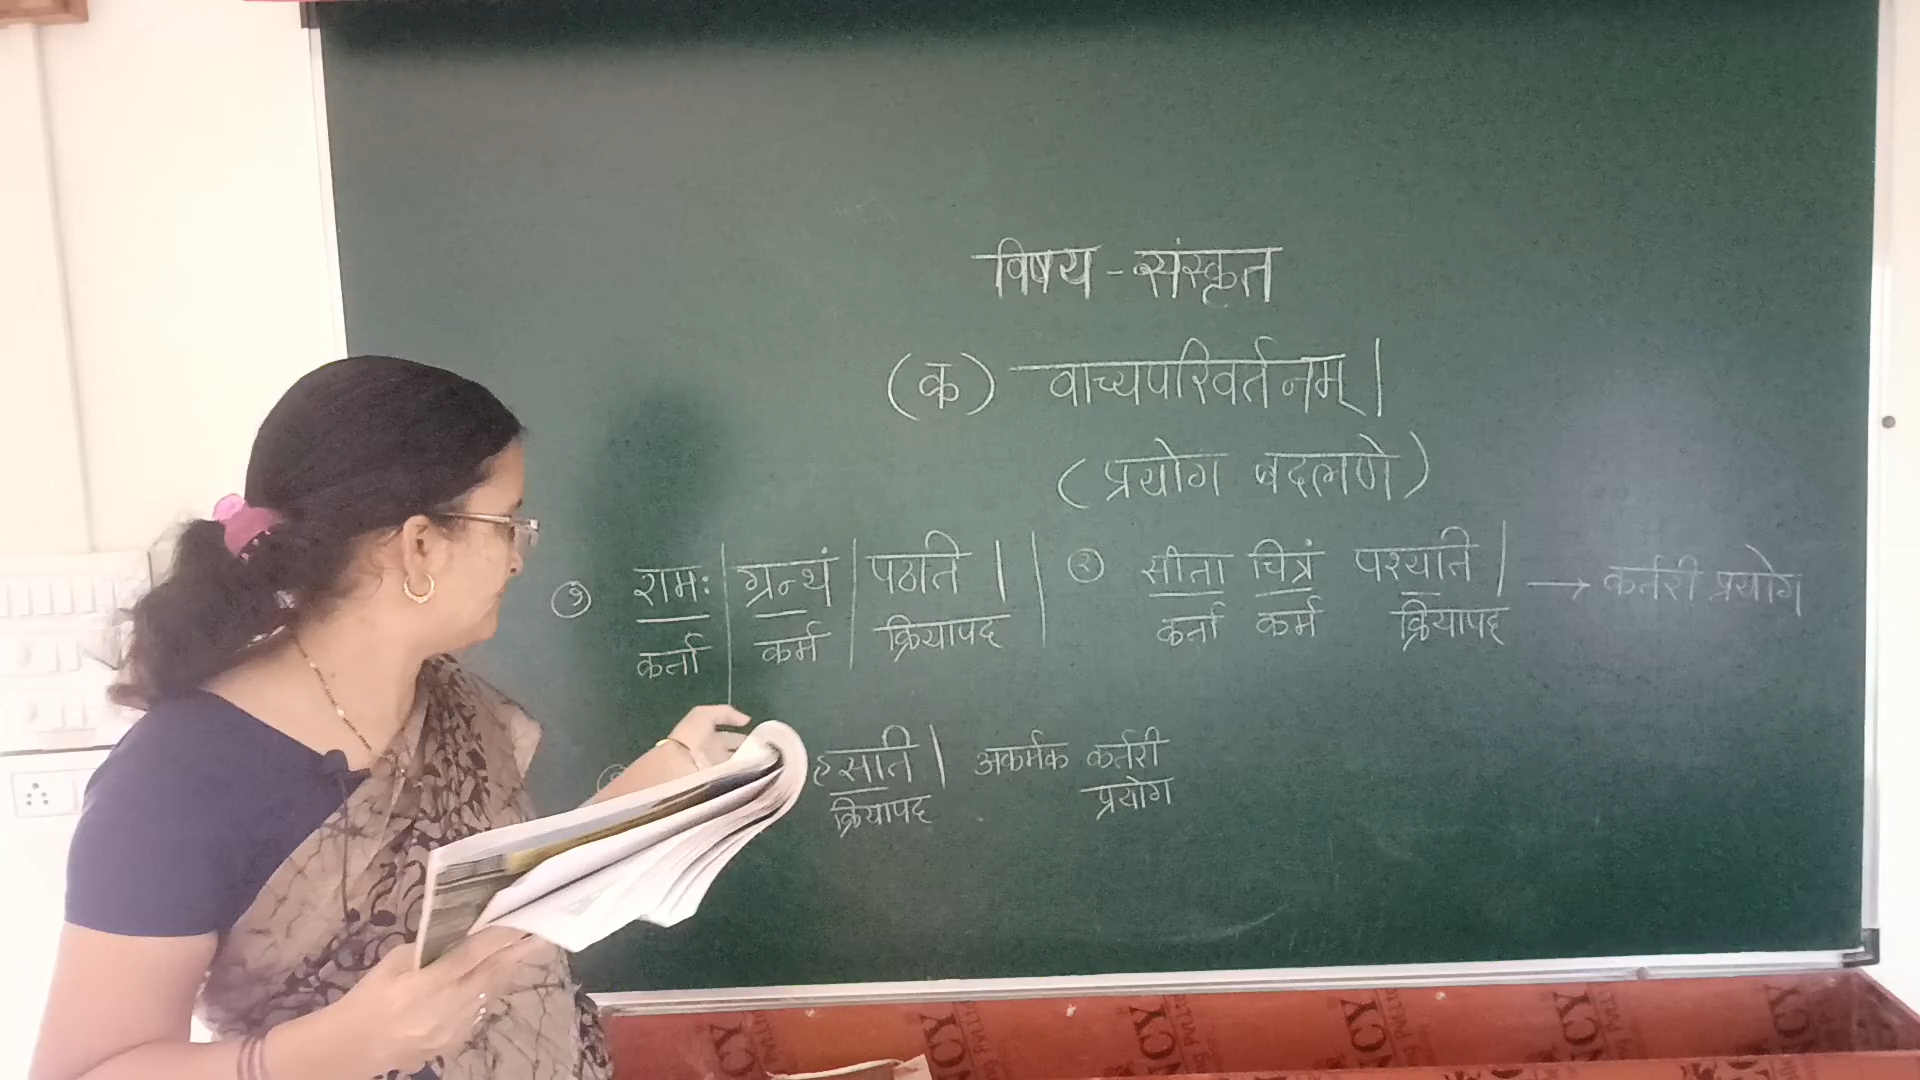 विषय - संस्कृत
(क) वाच्यपरिवर्तनम् |
(प्रयोग बदलणे)
१ रामः | ग्रन्थं | पठति | | २ सीता चित्रं पश्यति | → कर्तरी प्रयोग
कर्ता | कर्म | क्रियापद | कर्ता कर्म क्रियापद
हसति | अकर्मक कर्तरी
क्रियापद प्रयोग